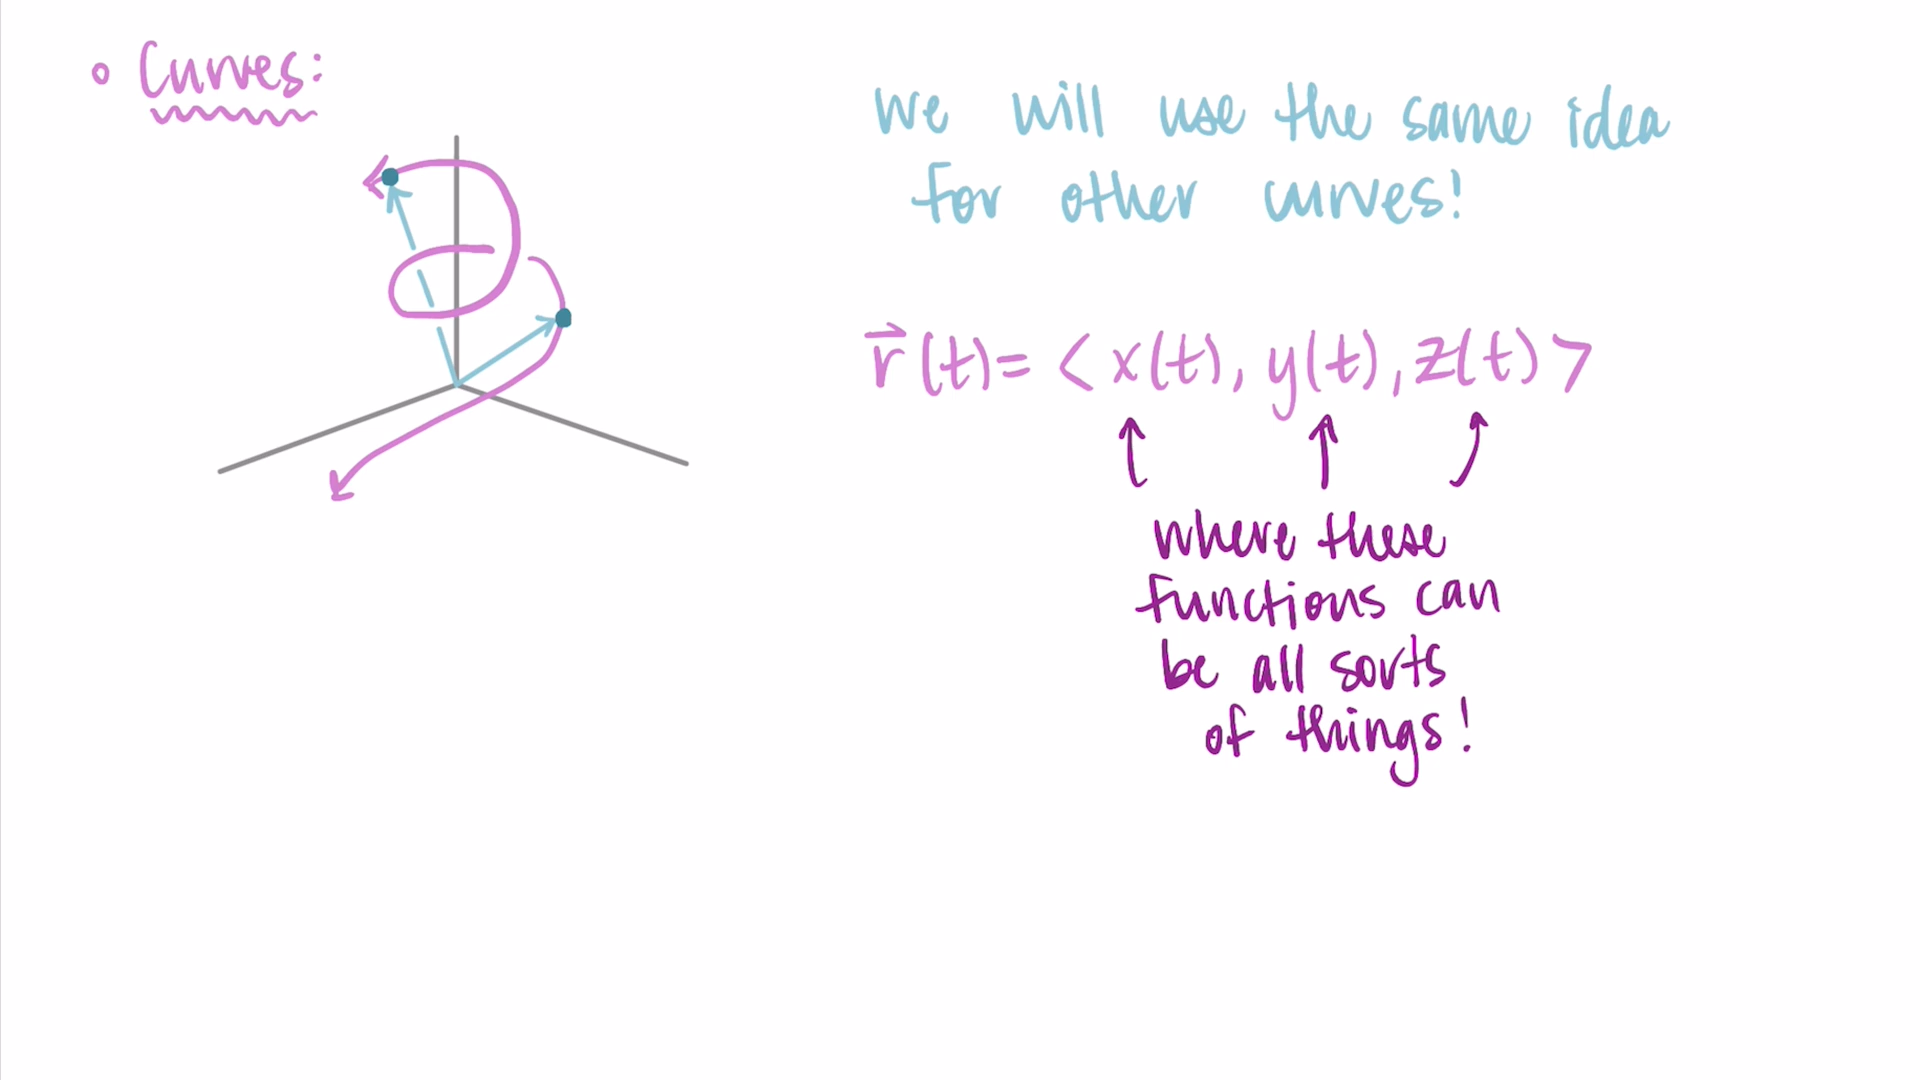 • Curves:
we will use the same idea
for other curves!
r⃗(t)= < x(t), y(t), z(t) >
where these
functions can
be all sorts
of things!